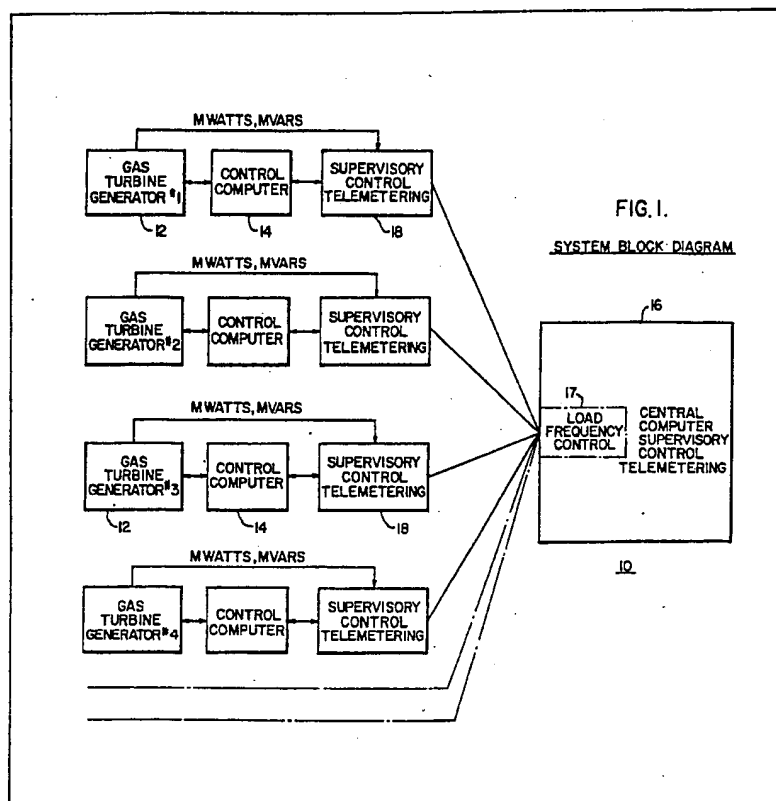 MWATTS, MVARS
GAS
TURBINE
GENERATOR #1
CONTROL
COMPUTER
SUPERVISORY
CONTROL
TELEMETERING
12
14
18
FIG. 1.
SYSTEM BLOCK DIAGRAM
MWATTS, MVARS
GAS
TURBINE
GENERATOR #2
CONTROL
COMPUTER
SUPERVISORY
CONTROL
TELEMETERING
16
17
LOAD
FREQUENCY
CONTROL
CENTRAL
COMPUTER
SUPERVISORY
CONTROL
TELEMETERING
10
MWATTS, MVARS
GAS
TURBINE
GENERATOR #3
CONTROL
COMPUTER
SUPERVISORY
CONTROL
TELEMETERING
12
14
18
MWATTS, MVARS
GAS
TURBINE
GENERATOR #4
CONTROL
COMPUTER
SUPERVISORY
CONTROL
TELEMETERING